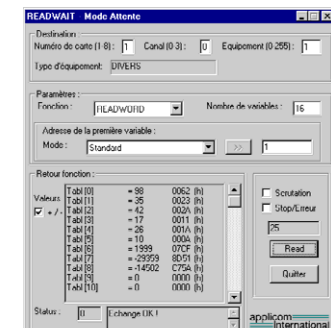 READWAIT - Mode Attente
Destination
Numéro de carte (1-8) : 1 Canal (0-3) : 0 Equipement (0-255) : 1
Type d'équipement: DIVERS
Paramètres :
Fonction : READWORD Nombre de variables : 16
Adresse de la première variable :
Mode : Standard >> 1
Retour fonction :
Valeurs
+ / -
Tabl [0] = 98 0062 (h)
Tabl [1] = 35 0023 (h)
Tabl [2] = 42 002A (h)
Tabl [3] = 17 0011 (h)
Tabl [4] = 26 001A (h)
Tabl [5] = 10 000A (h)
Tabl [6] = 1999 07CF (h)
Tabl [7] = -29359 8D51 (h)
Tabl [8] = -14502 C75A (h)
Tabl [9] = 0 0000 (h)
Tabl [10] = 0 0000 (h)
Scrutation
Stop/Erreur
25
Read
Quitter
Status : 0 Echange OK !
applicom
International